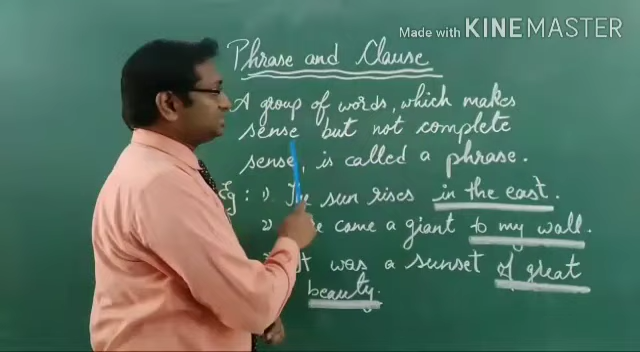 Made with KINEMASTER
Phrase and Clause
A group of words, which makes
sense but not complete
sense, is called a phrase.
Eg: 1) The sun rises in the east.
2) came a giant to my wall.
was a sunset of great
beauty.